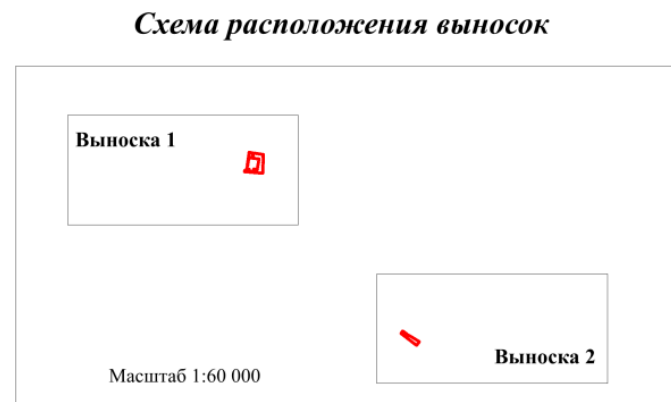 Схема расположения выносок
Выноска 1
Выноска 2
Масштаб 1:60 000